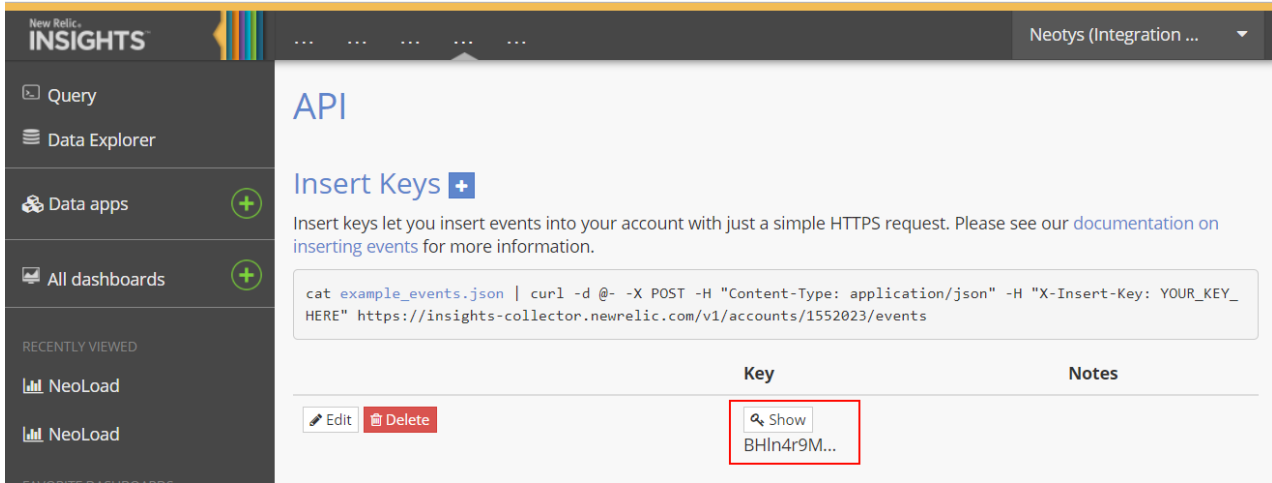 New Relic.
INSIGHTS
... ... ... ... ...
Neotys (Integration ...
Query
Data Explorer
Data apps
All dashboards
RECENTLY VIEWED
NeoLoad
NeoLoad
FAVORITE DASHBOARDS
API
Insert Keys
Insert keys let you insert events into your account with just a simple HTTPS request. Please see our documentation on
inserting events for more information.
cat example_events.json | curl -d @- -X POST -H "Content-Type: application/json" -H "X-Insert-Key: YOUR_KEY_
HERE" https://insights-collector.newrelic.com/v1/accounts/1552023/events
Key Notes
Edit Delete Show
BHln4r9M...